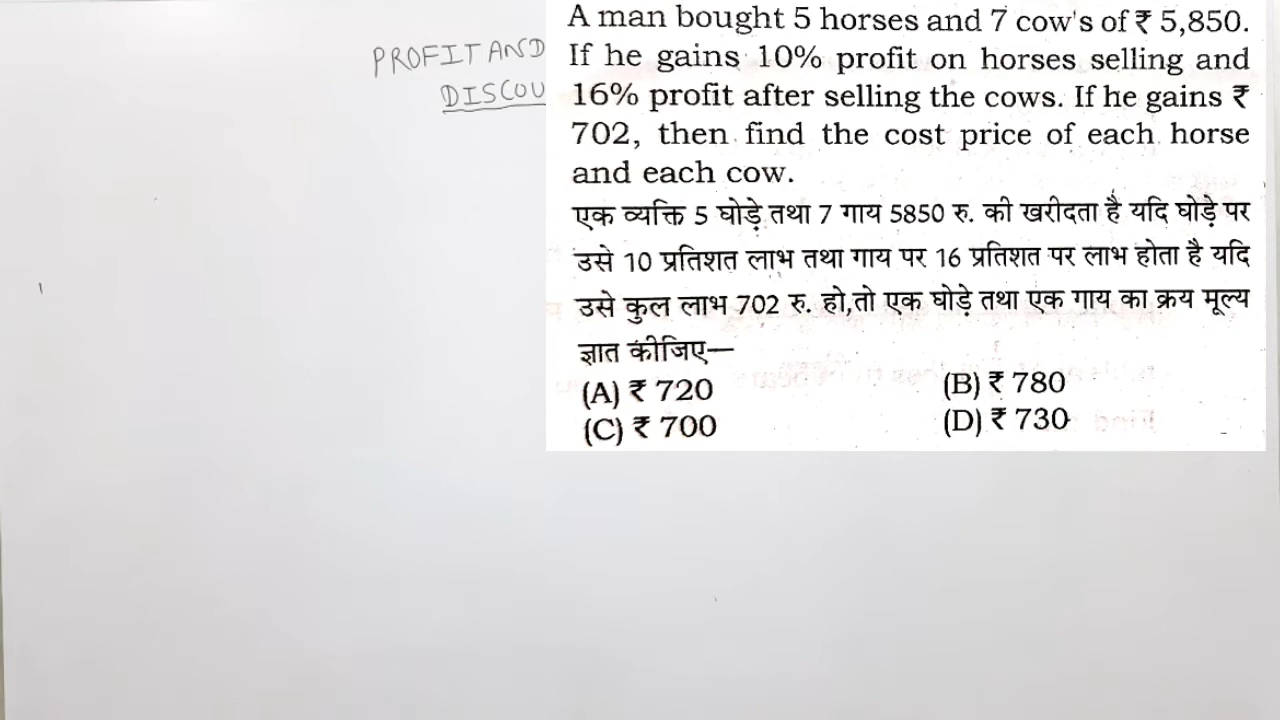 PROFIT AND
DISCOU
A man bought 5 horses and 7 cow's of ₹ 5,850.
If he gains 10% profit on horses selling and
16% profit after selling the cows. If he gains ₹
702, then find the cost price of each horse
and each cow.
एक व्यक्ति 5 घोड़े तथा 7 गाय 5850 रु. की खरीदता है यदि घोड़े पर
उसे 10 प्रतिशत लाभ तथा गाय पर 16 प्रतिशत पर लाभ होता है यदि
उसे कुल लाभ 702 रु. हो,तो एक घोड़े तथा एक गाय का क्रय मूल्य
ज्ञात कीजिए—
(A) ₹ 720 (B) ₹ 780
(C) ₹ 700 (D) ₹ 730